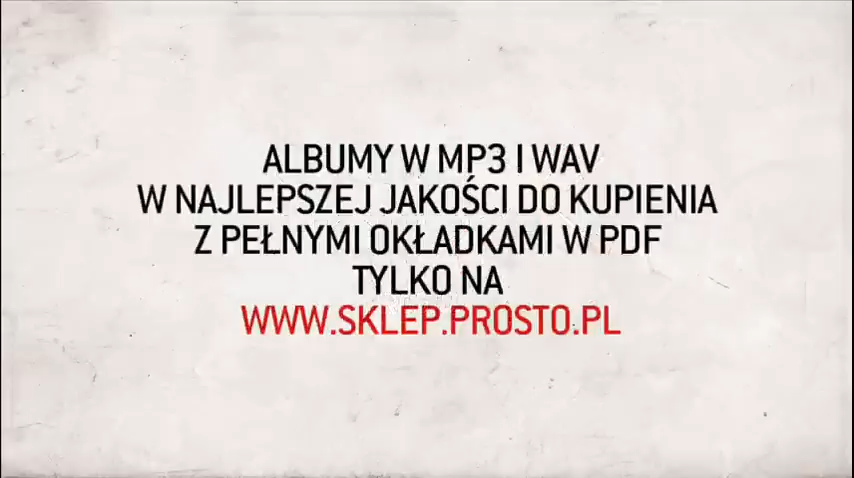 ALBUMY W MP3 I WAV
W NAJLEPSZEJ JAKOŚCI DO KUPIENIA
Z PEŁNYMI OKŁADKAMI W PDF
TYLKO NA
WWW.SKLEP.PROSTO.PL